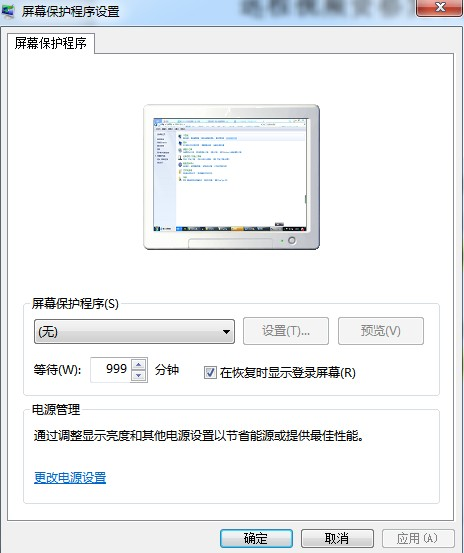 屏幕保护程序设置
屏幕保护程序
屏幕保护程序(S)
(无)
设置(T)...
预览(V)
等待(W):
999
分钟
在恢复时显示登录屏幕(R)
电源管理
通过调整显示亮度和其他电源设置以节省能源或提供最佳性能。
更改电源设置
确定
取消
应用(A)